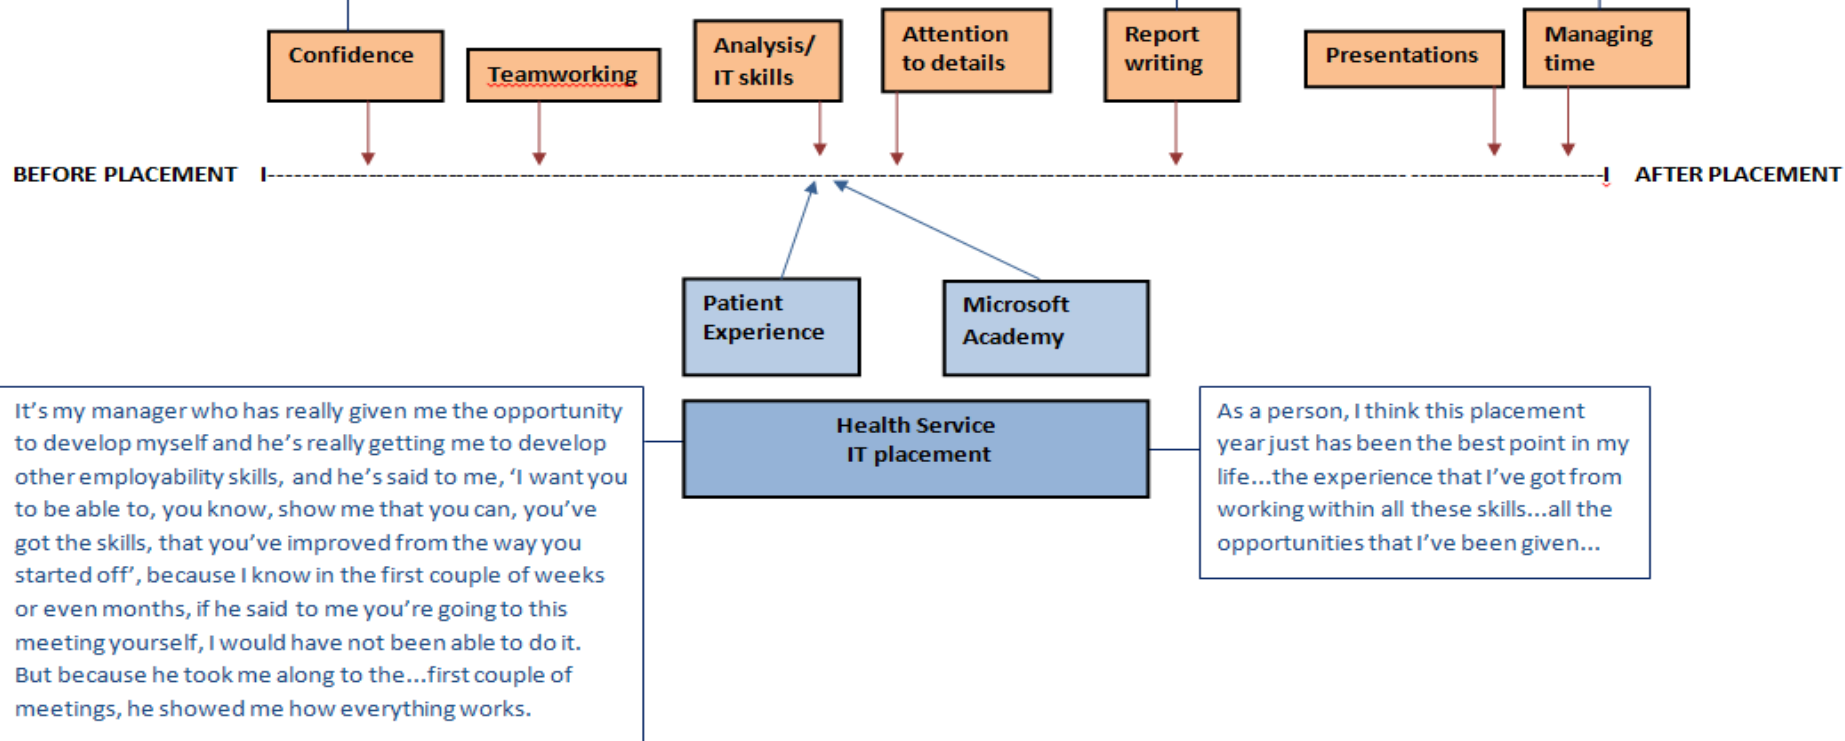 Confidence
Teamworking
Analysis/
IT skills
Attention
to details
Report
writing
Presentations
Managing
time
BEFORE PLACEMENT I---------------------------------------------------------------I AFTER PLACEMENT
Patient
Experience
Microsoft
Academy
It’s my manager who has really given me the opportunity
to develop myself and he’s really getting me to develop
other employability skills, and he’s said to me, ‘I want you
to be able to, you know, show me that you can, you’ve
got the skills, that you’ve improved from the way you
started off’, because I know in the first couple of weeks
or even months, if he said to me you’re going to this
meeting yourself, I would have not been able to do it.
But because he took me along to the...first couple of
meetings, he showed me how everything works.
Health Service
IT placement
As a person, I think this placement
year just has been the best point in my
life...the experience that I’ve got from
working within all these skills...all the
opportunities that I’ve been given...